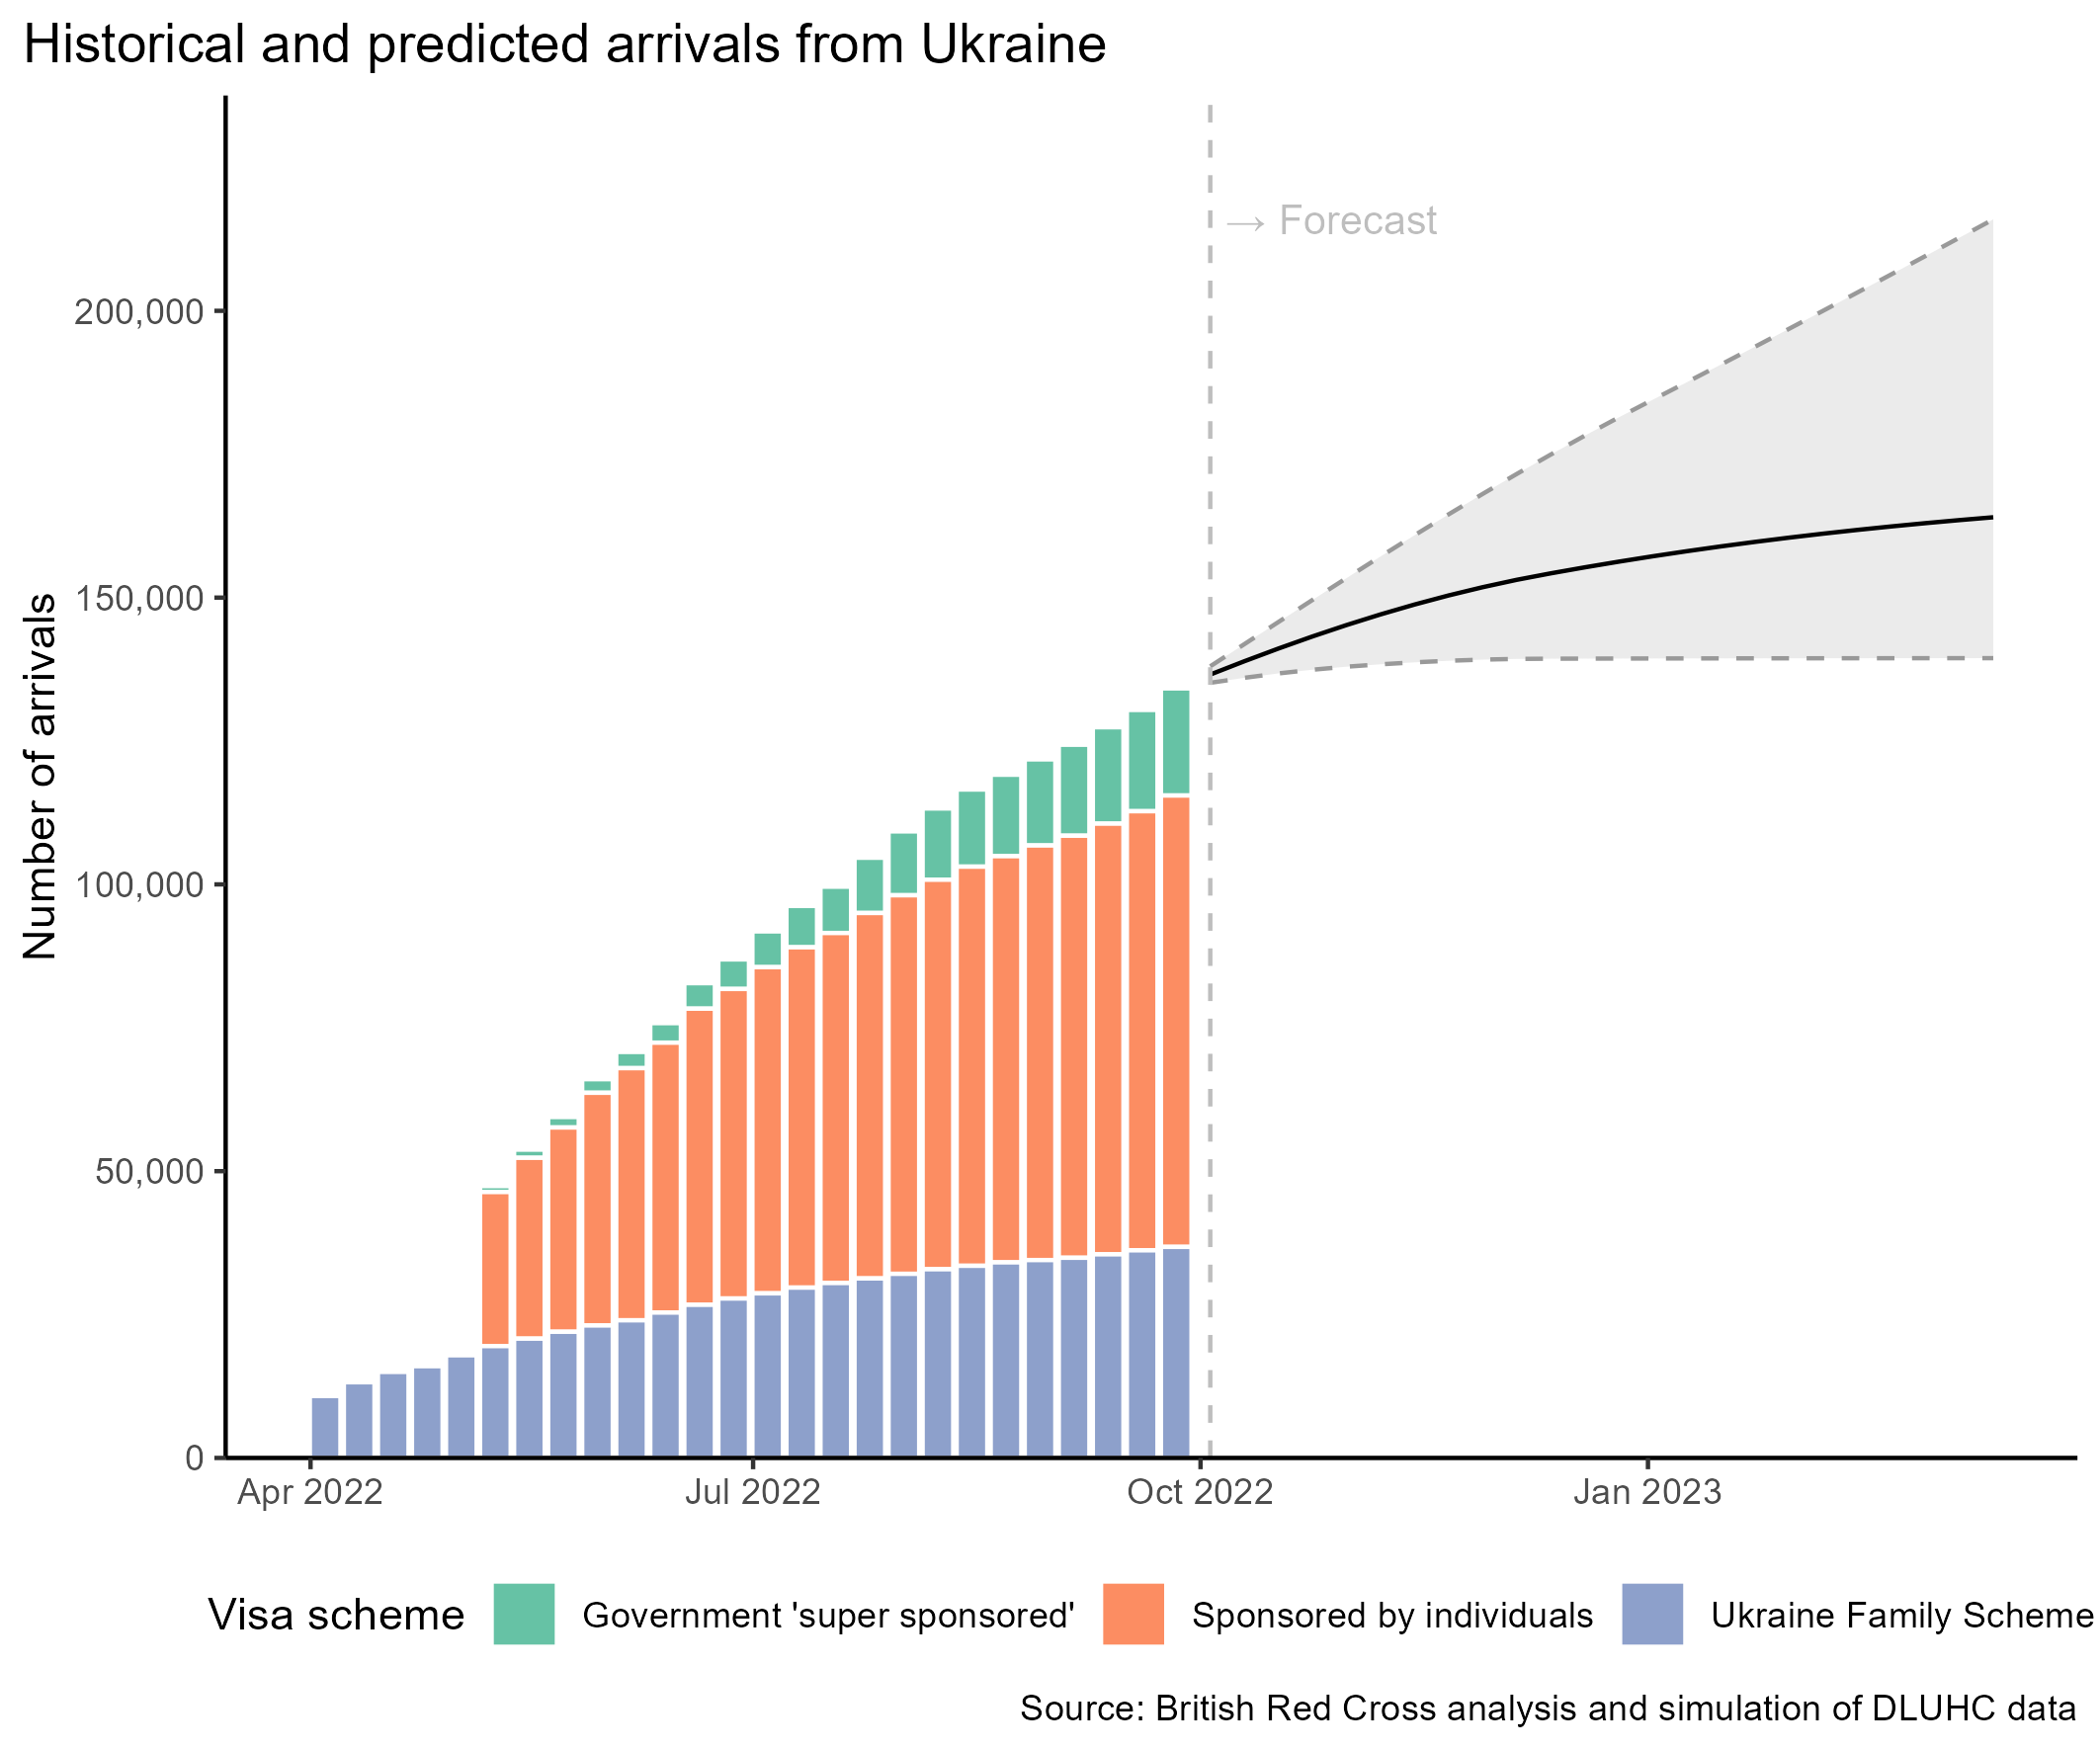 Historical and predicted arrivals from Ukraine
→ Forecast
Number of arrivals
200,000
150,000
100,000
50,000
0
Apr 2022
Jul 2022
Oct 2022
Jan 2023
Visa scheme
Government 'super sponsored'
Sponsored by individuals
Ukraine Family Scheme
Source: British Red Cross analysis and simulation of DLUHC data